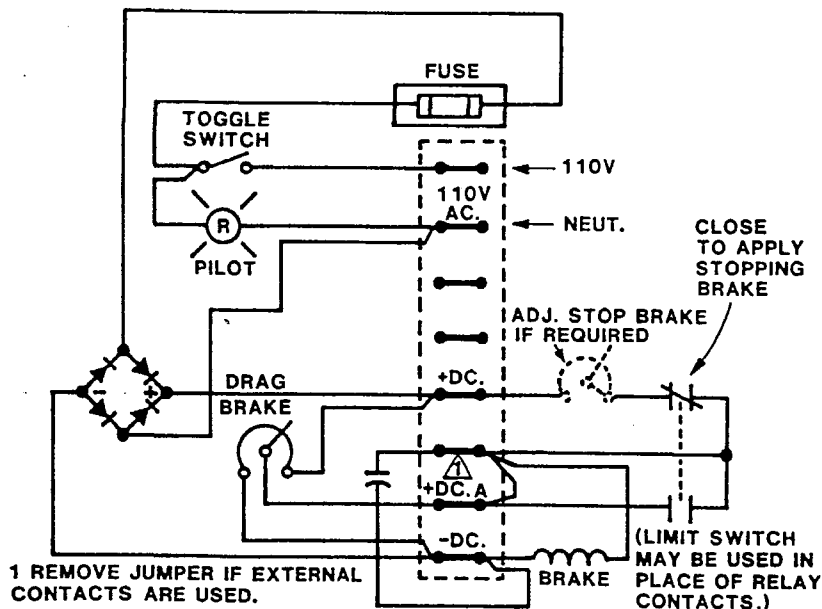 FUSE
TOGGLE
SWITCH
110V
110V
AC.
NEUT.
R
PILOT
CLOSE
TO APPLY
STOPPING
BRAKE
ADJ. STOP BRAKE
IF REQUIRED
- +
DRAG
BRAKE
+DC.
1
+DC. A
-DC.
BRAKE
(LIMIT SWITCH
MAY BE USED IN
PLACE OF RELAY
CONTACTS.)
1 REMOVE JUMPER IF EXTERNAL
CONTACTS ARE USED.